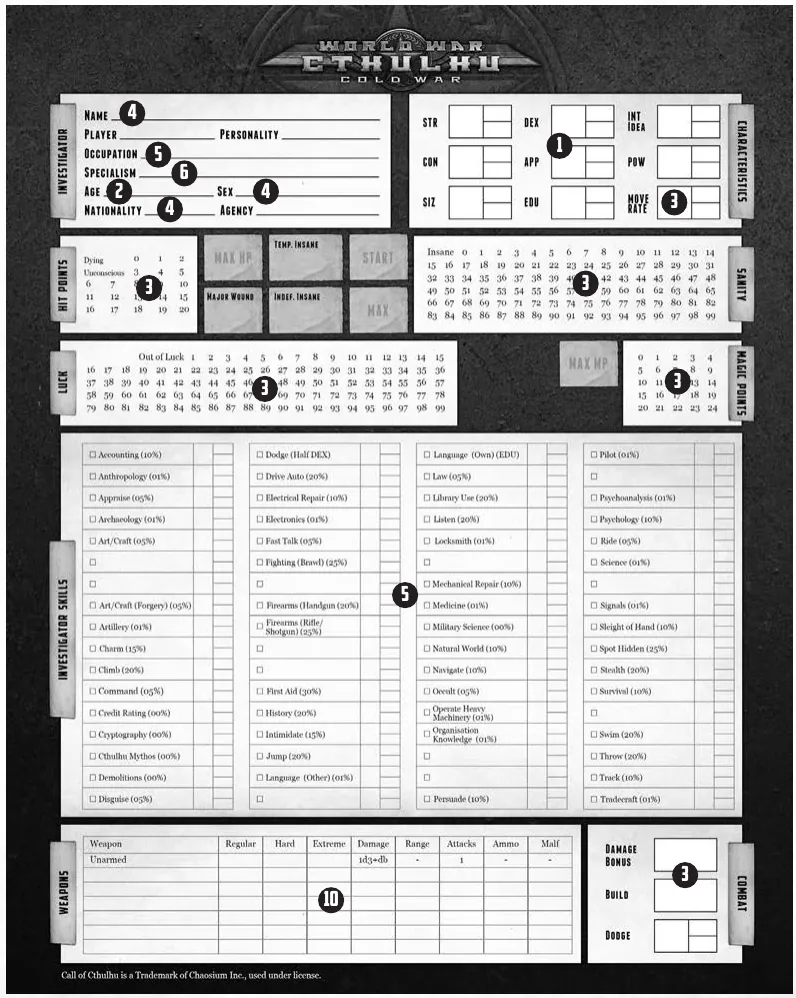 WORLD WAR
CTHULHU
COLD WAR
INVESTIGATOR
NAME 4
PLAYER PERSONALITY
OCCUPATION 5
SPECIALISM 6
AGE 2 SEX 4
NATIONALITY 4 AGENCY
CHARACTERISTICS
STR DEX INT IDEA
1
CON APP POW
SIZ EDU MOVE RATE 3
HIT POINTS
Dying 0 1 2
Unconscious 3 4 5
6 7 8 10
3
11 12 13 14 15
16 17 18 19 20
MAX HP
TEMP. INSANE
START
MAJOR WOUND
INDEF. INSANE
MAX
SANITY
Insane 0 1 2 3 4 5 6 7 8 9 10 11 12 13 14
15 16 17 18 19 20 21 22 23 24 25 26 27 28 29 30 31
32 33 34 35 36 37 38 39 42 43 44 45 46 47 48
3
49 50 51 52 53 54 55 56 57 59 60 61 62 63 64 65
66 67 68 69 70 71 72 73 74 75 76 77 78 79 80 81 82
83 84 85 86 87 88 89 90 91 92 93 94 95 96 97 98 99
LUCK
Out of Luck 1 2 3 4 5 6 7 8 9 10 11 12 13 14 15
16 17 18 19 20 21 22 23 24 25 26 27 28 29 30 31 32 33 34 35 36
37 38 39 40 41 42 43 44 45 46 48 49 50 51 52 53 54 55 56 57
3
58 59 60 61 62 63 64 65 66 67 69 70 71 72 73 74 75 76 77 78
79 80 81 82 83 84 85 86 87 88 89 90 91 92 93 94 95 96 97 98 99
MAX MP
MAGIC POINTS
0 1 2 3 4
5 6 8 9
10 11 13 14
3
15 16 17 18 19
20 21 22 23 24
INVESTIGATOR SKILLS
Accounting (10%)
Anthropology (01%)
Appraise (05%)
Archaeology (01%)
Art/Craft (05%)
Art/Craft (Forgery) (05%)
Artillery (01%)
Charm (15%)
Climb (20%)
Command (05%)
Credit Rating (00%)
Cryptography (00%)
Cthulhu Mythos (00%)
Demolitions (00%)
Disguise (05%)
Dodge (Half DEX)
Drive Auto (20%)
Electrical Repair (10%)
Electronics (01%)
Fast Talk (05%)
Fighting (Brawl) (25%)
Firearms (Handgun (20%)
Firearms (Rifle/
Shotgun) (25%)
First Aid (30%)
History (20%)
Intimidate (15%)
Jump (20%)
Language (Other) (01%)
5
Language (Own) (EDU)
Law (05%)
Library Use (20%)
Listen (20%)
Locksmith (01%)
Mechanical Repair (10%)
Medicine (01%)
Military Science (00%)
Natural World (10%)
Navigate (10%)
Occult (05%)
Operate Heavy
Machinery (01%)
Organisation
Knowledge (01%)
Persuade (10%)
Pilot (01%)
Psychoanalysis (01%)
Psychology (10%)
Ride (05%)
Science (01%)
Signals (01%)
Sleight of Hand (10%)
Spot Hidden (25%)
Stealth (20%)
Survival (10%)
Swim (20%)
Throw (20%)
Track (10%)
Tradecraft (01%)
WEAPONS
Weapon Regular Hard Extreme Damage Range Attacks Ammo Malf
Unarmed 1d3+db - 1 - -
10
COMBAT
DAMAGE
BONUS
3
BUILD
DODGE
Call of Cthulhu is a Trademark of Chaosium Inc., used under license.